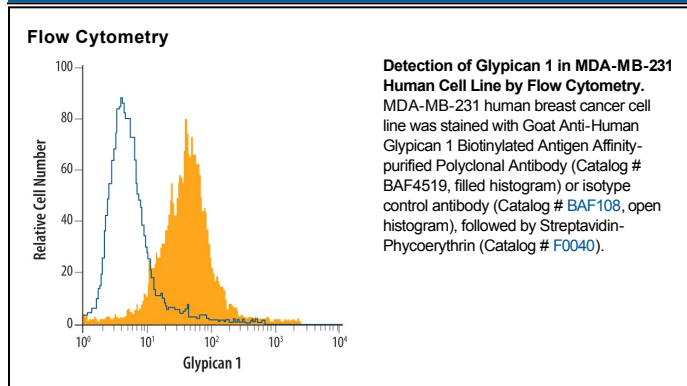 Flow Cytometry
100
80
60
40
20
0
Relative Cell Number
10⁰ 10¹ 10² 10³ 10⁴
Glypican 1
Detection of Glypican 1 in MDA-MB-231
Human Cell Line by Flow Cytometry.
MDA-MB-231 human breast cancer cell
line was stained with Goat Anti-Human
Glypican 1 Biotinylated Antigen Affinity-
purified Polyclonal Antibody (Catalog #
BAF4519, filled histogram) or isotype
control antibody (Catalog # BAF108, open
histogram), followed by Streptavidin-
Phycoerythrin (Catalog # F0040).